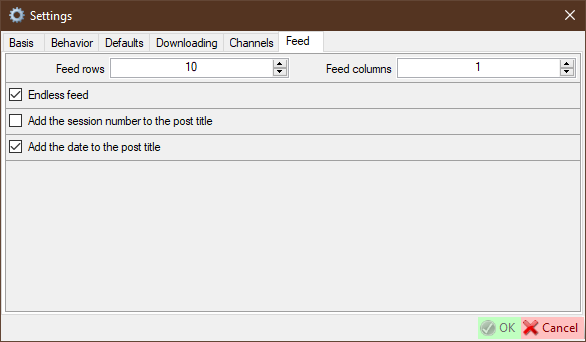 Settings
Basis Behavior Defaults Downloading Channels Feed
Feed rows 10 Feed columns 1
Endless feed
Add the session number to the post title
Add the date to the post title
OK Cancel